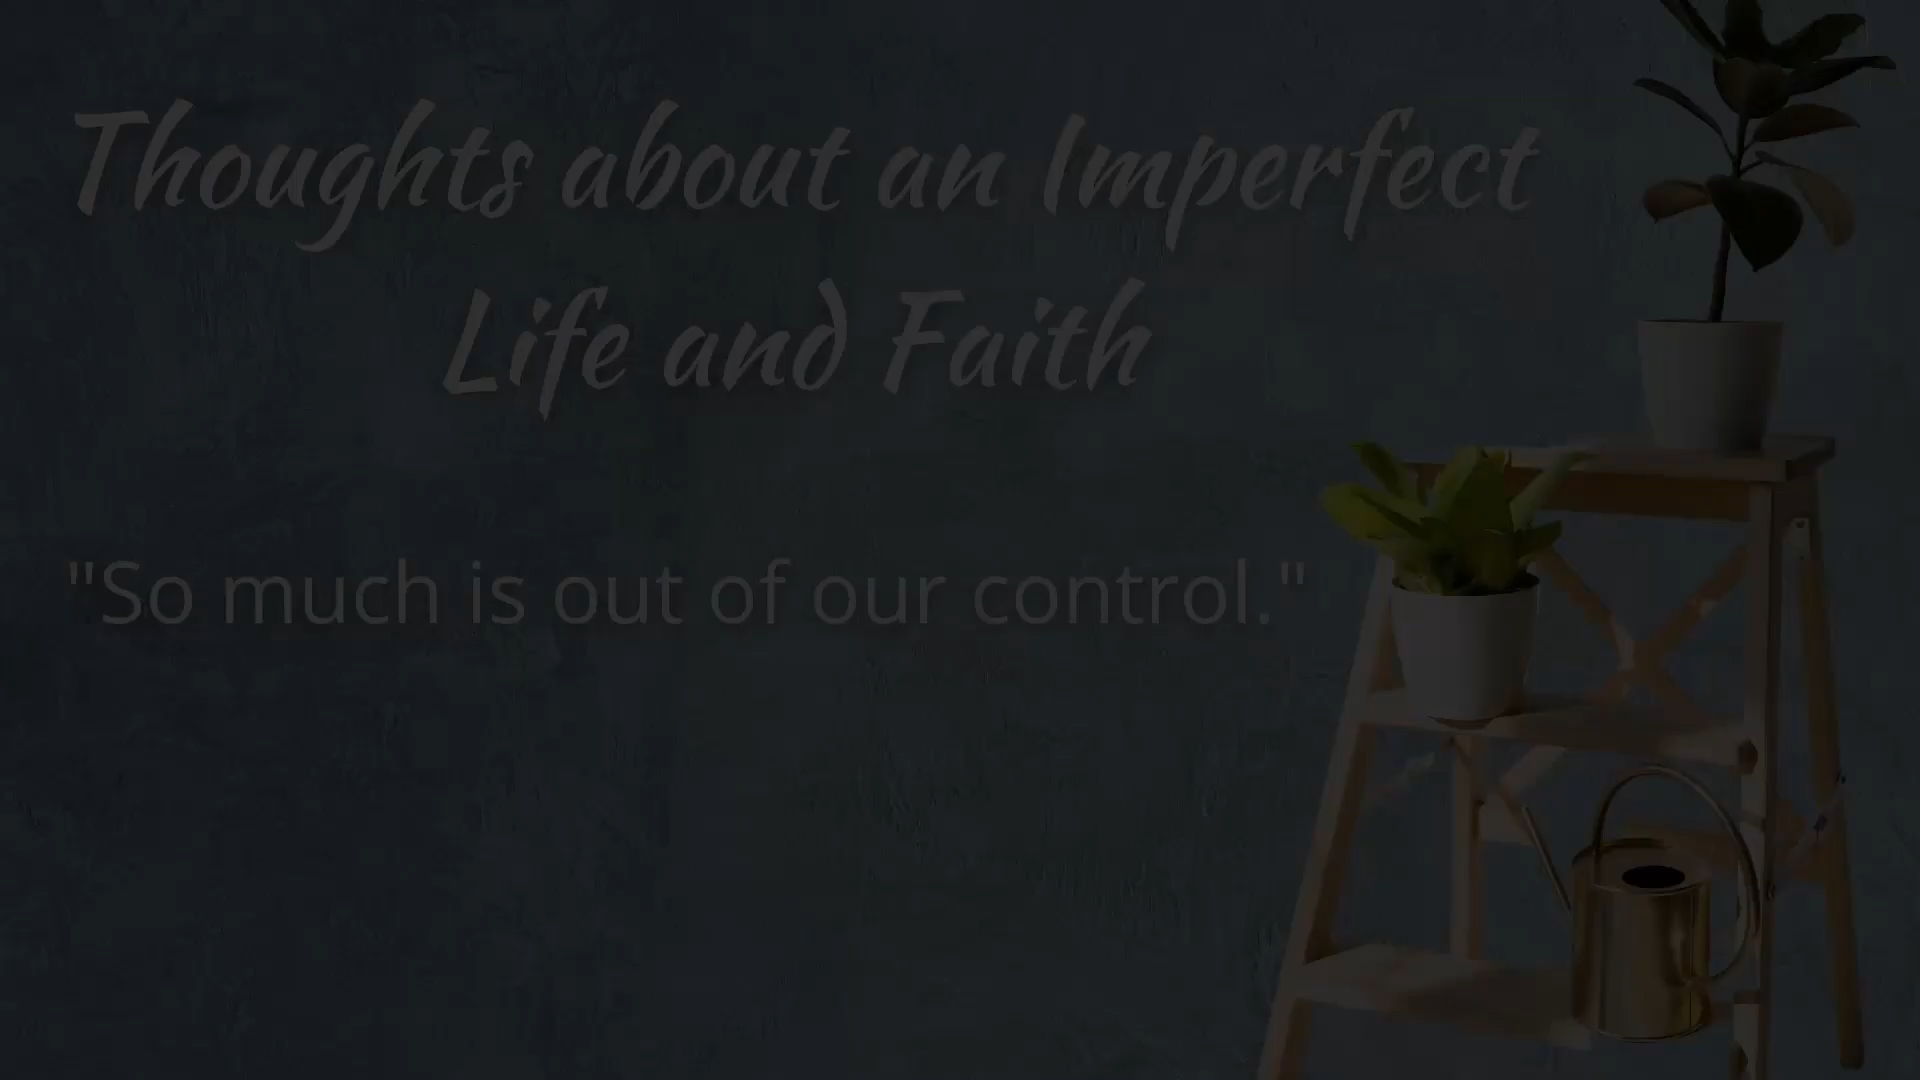 Thoughts about an Imperfect
Life and Faith
"So much is out of our control."